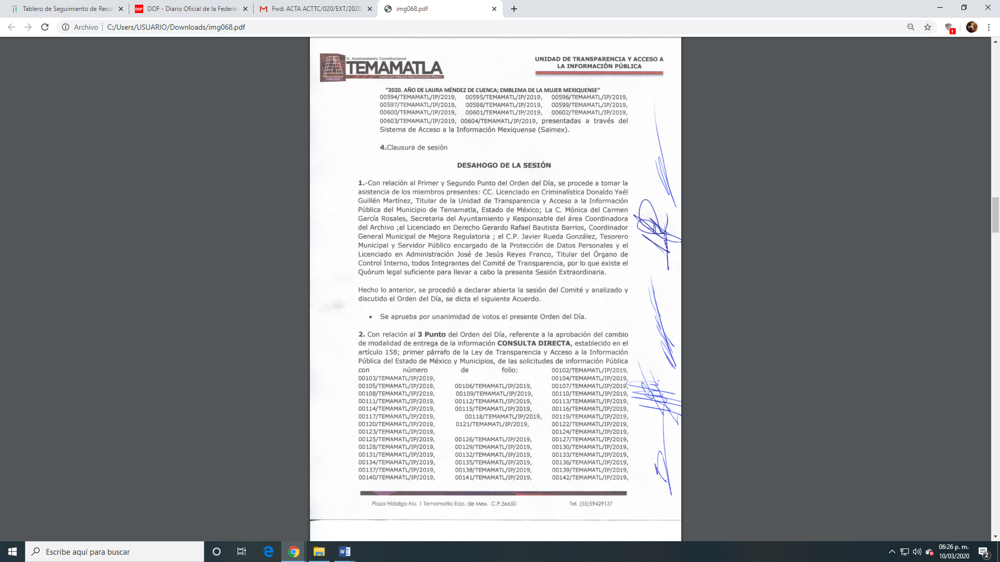 Tablero de Seguimiento de Recur
DOF - Diario Oficial de la Federac
Fwd: ACTA ACTTC/020/EXT/2020
img068.pdf
Archivo
C:/Users/USUARIO/Downloads/img068.pdf
H. Ayuntamiento Constitucional
TEMAMATLA
Juntos por Mejores Oportunidades Para Ti
UNIDAD DE TRANSPARENCIA Y ACCESO A
LA INFORMACIÓN PÚBLICA
"2020. AÑO DE LAURA MÉNDEZ DE CUENCA; EMBLEMA DE LA MUJER MEXIQUENSE"
00594/TEMAMATL/IP/2019, 00595/TEMAMATL/IP/2019, 00596/TEMAMATL/IP/2019,
00597/TEMAMATL/IP/2019, 00598/TEMAMATL/IP/2019, 00599/TEMAMATL/IP/2019,
00600/TEMAMATL/IP/2019, 00601/TEMAMATL/IP/2019, 00602/TEMAMATL/IP/2019,
00603/TEMAMATL/IP/2019, 00604/TEMAMATL/IP/2019, presentadas a través del
Sistema de Acceso a la Información Mexiquense (Saimex).
4.Clausura de sesión
DESAHOGO DE LA SESIÓN
1.-Con relación al Primer y Segundo Punto del Orden del Día, se procede a tomar la
asistencia de los miembros presentes: CC. Licenciado en Criminalística Donaldo Yaél
Guillén Martínez, Titular de la Unidad de Transparencia y Acceso a la Información
Pública del Municipio de Temamatla, Estado de México; La C. Mónica del Carmen
García Rosales, Secretaria del Ayuntamiento y Responsable del área Coordinadora
del Archivo ;el Licenciado en Derecho Gerardo Rafael Bautista Barrios, Coordinador
General Municipal de Mejora Regulatoria ; el C.P. Javier Rueda González, Tesorero
Municipal y Servidor Público encargado de la Protección de Datos Personales y el
Licenciado en Administración José de Jesús Reyes Franco, Titular del Órgano de
Control Interno, todos Integrantes del Comité de Transparencia, por lo que existe el
Quórum legal suficiente para llevar a cabo la presente Sesión Extraordinaria.
Hecho lo anterior, se procedió a declarar abierta la sesión del Comité y analizado y
discutido el Orden del Día, se dicta el siguiente Acuerdo.
• Se aprueba por unanimidad de votos el presente Orden del Día.
2. Con relación al 3 Punto del Orden del Día, referente a la aprobación del cambio
de modalidad de entrega de la información CONSULTA DIRECTA, establecido en el
artículo 158; primer párrafo de la Ley de Transparencia y Acceso a la Información
Pública del Estado de México y Municipios, de las solicitudes de información Pública
con número de folio: 00102/TEMAMATL/IP/2019,
00103/TEMAMATL/IP/2019, 00104/TEMAMATL/IP/2019,
00105/TEMAMATL/IP/2019, 00106/TEMAMATL/IP/2019, 00107/TEMAMATL/IP/2019,
00108/TEMAMATL/IP/2019, 00109/TEMAMATL/IP/2019, 00110/TEMAMATL/IP/2019,
00111/TEMAMATL/IP/2019, 00112/TEMAMATL/IP/2019, 00113/TEMAMATL/IP/2019,
00114/TEMAMATL/IP/2019, 00115/TEMAMATL/IP/2019, 00116/TEMAMATL/IP/2019,
00117/TEMAMATL/IP/2019, 00118/TEMAMATL/IP/2019, 00119/TEMAMATL/IP/2019,
00120/TEMAMATL/IP/2019, 0121/TEMAMATL/IP/2019, 00122/TEMAMATL/IP/2019,
00123/TEMAMATL/IP/2019, 00124/TEMAMATL/IP/2019,
00125/TEMAMATL/IP/2019, 00126/TEMAMATL/IP/2019, 00127/TEMAMATL/IP/2019,
00128/TEMAMATL/IP/2019, 00129/TEMAMATL/IP/2019, 00130/TEMAMATL/IP/2019,
00131/TEMAMATL/IP/2019, 00132/TEMAMATL/IP/2019, 00133/TEMAMATL/IP/2019,
00134/TEMAMATL/IP/2019, 00135/TEMAMATL/IP/2019, 00136/TEMAMATL/IP/2019,
00137/TEMAMATL/IP/2019, 00138/TEMAMATL/IP/2019, 00139/TEMAMATL/IP/2019,
00140/TEMAMATL/IP/2019, 00141/TEMAMATL/IP/2019, 00142/TEMAMATL/IP/2019,
Plaza Hidalgo No. 1 Temamatla Edo. de Mex. C.P.56650
Tel. (55)59429137
Escribe aquí para buscar
06:26 p. m.
10/03/2020
2